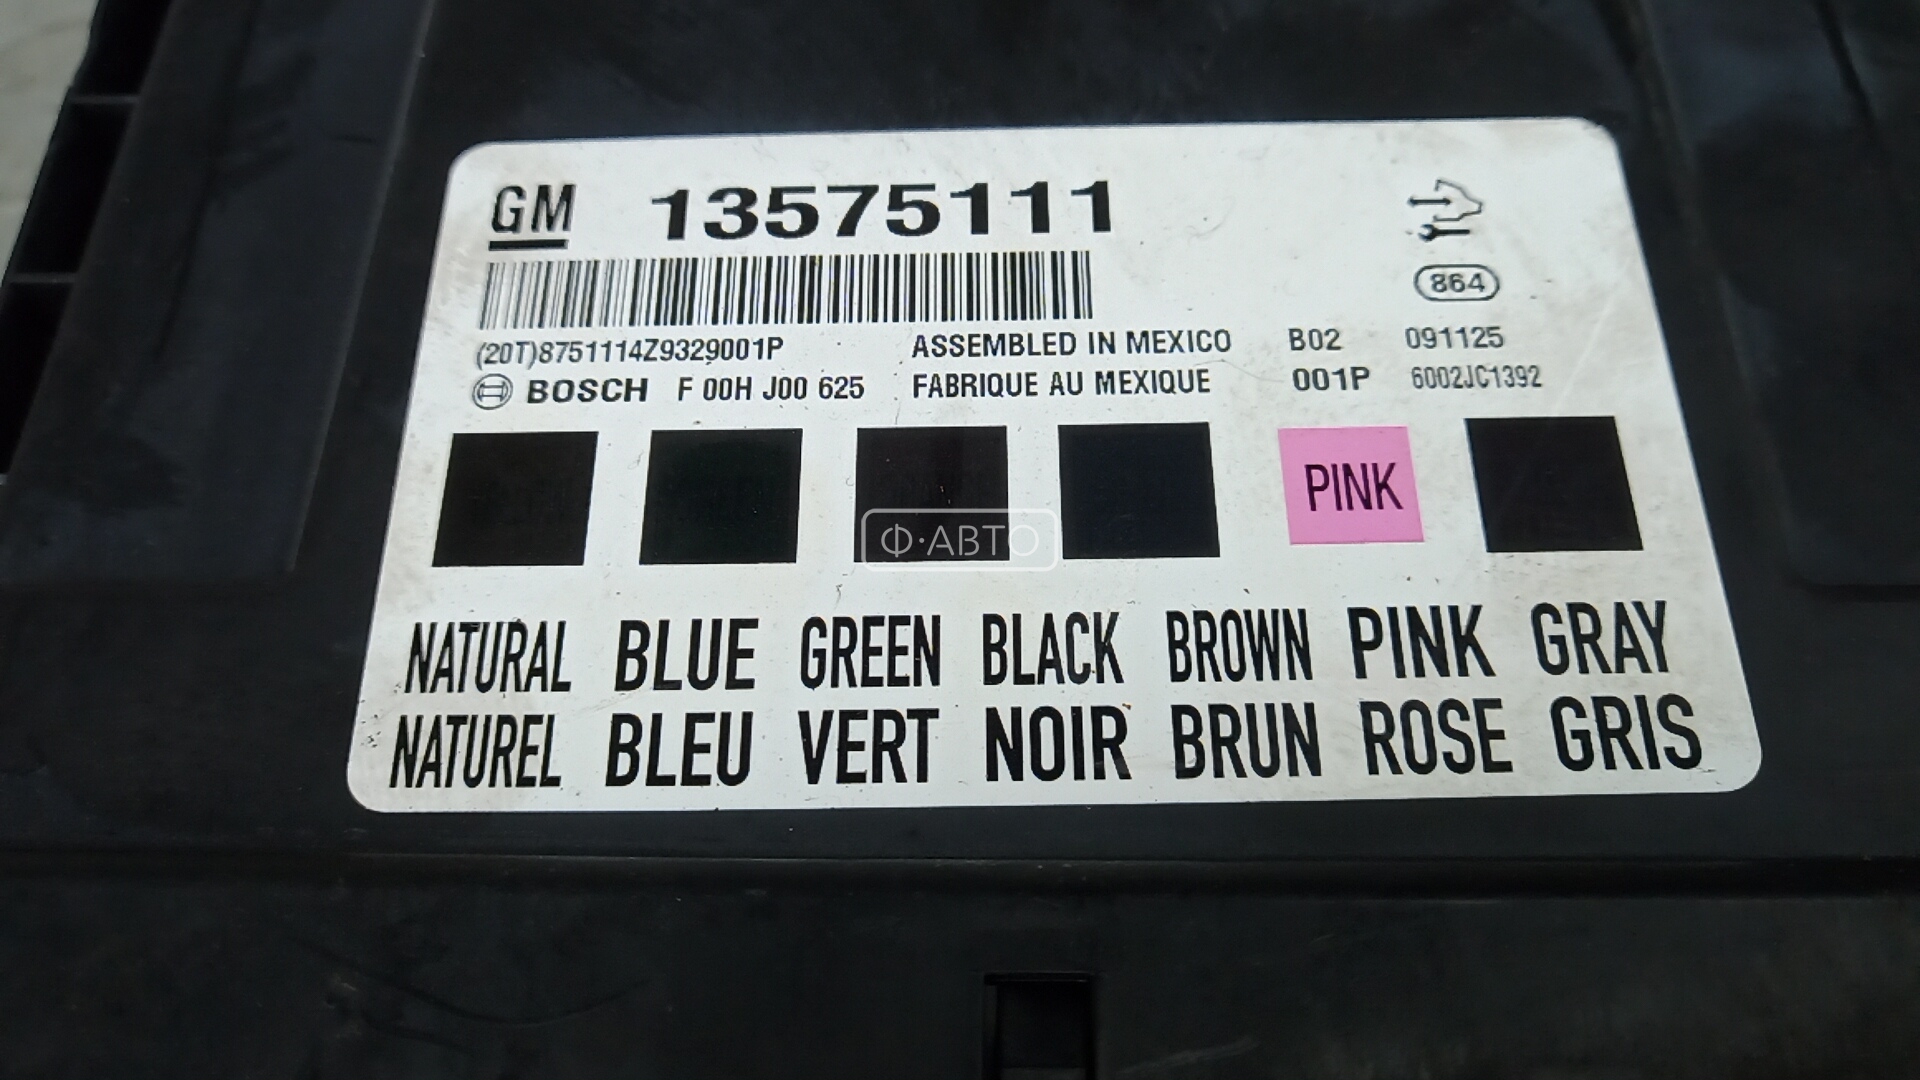 GM 13575111
864
(20T)8751114Z9329001P ASSEMBLED IN MEXICO B02 091125
BOSCH F 00H J00 625 FABRIQUE AU MEXIQUE 001P 6002JC1392
PINK
Ф·АВТО
NATURAL BLUE GREEN BLACK BROWN PINK GRAY
NATUREL BLEU VERT NOIR BRUN ROSE GRIS